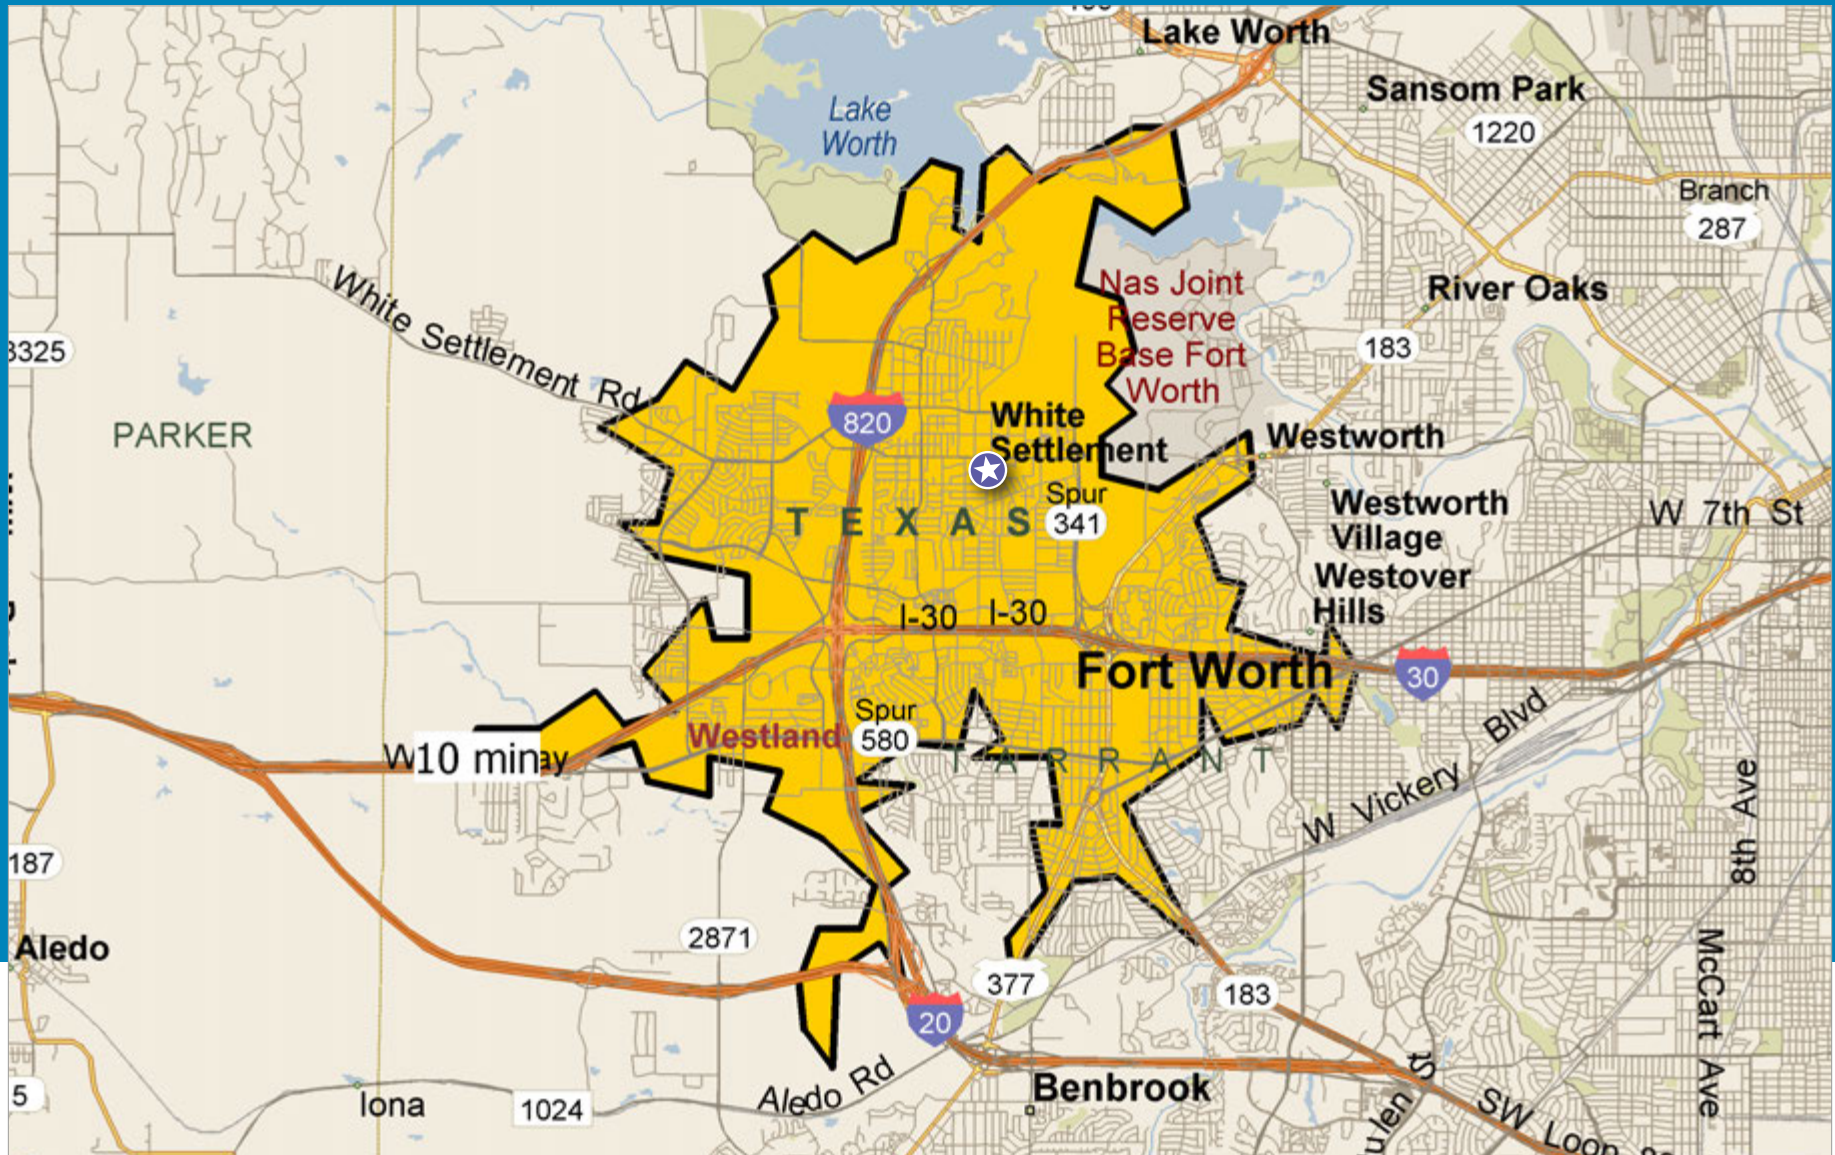 Lake Worth
Sansom Park
1220
Lake
Worth
Branch
287
White Settlement Rd
Nas Joint
Reserve
Base Fort
Worth
River Oaks
3325
183
PARKER
820
White
Settlement
Westworth
Spur
341
Westworth
Village
W 7th St
TEXAS
Westover
Hills
I-30
I-30
Fort Worth
30
Westland
Spur
580
Blvd
10 min
TARRANT
W Vickery
8th Ave
187
Aledo
2871
377
183
McCart Ave
20
5
Iona
1024
Aledo Rd
Benbrook
St
SW Loop